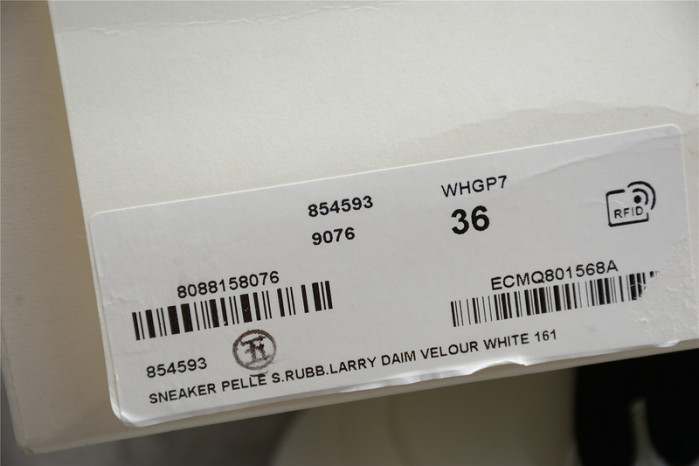 854593 WHGP7
9076 36
RFID
8088158076 ECMQ801568A
854593
SNEAKER PELLE S.RUBB.LARRY DAIM VELOUR WHITE 161